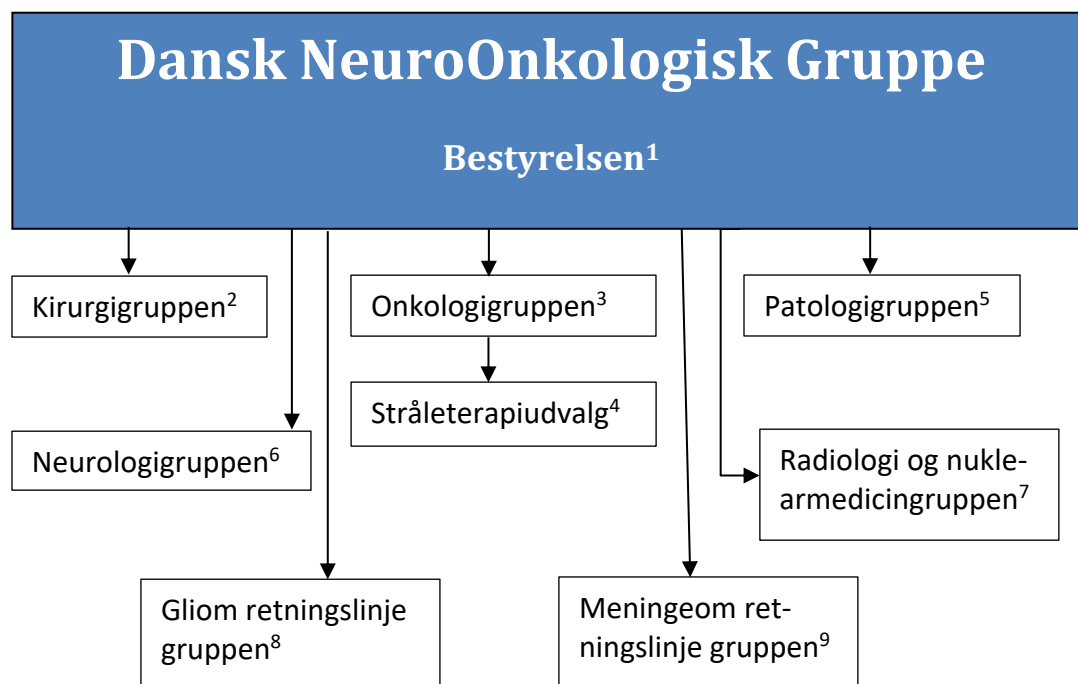 Dansk NeuroOnkologisk Gruppe
Bestyrelsen¹
Kirurgigruppen²
Onkologigruppen³
Patologigruppen⁵
Stråleterapiudvalg⁴
Neurologigruppen⁶
Radiologi og nukle-
armedicingruppen⁷
Gliom retningslinje
gruppen⁸
Meningeom ret-
ningslinje gruppen⁹